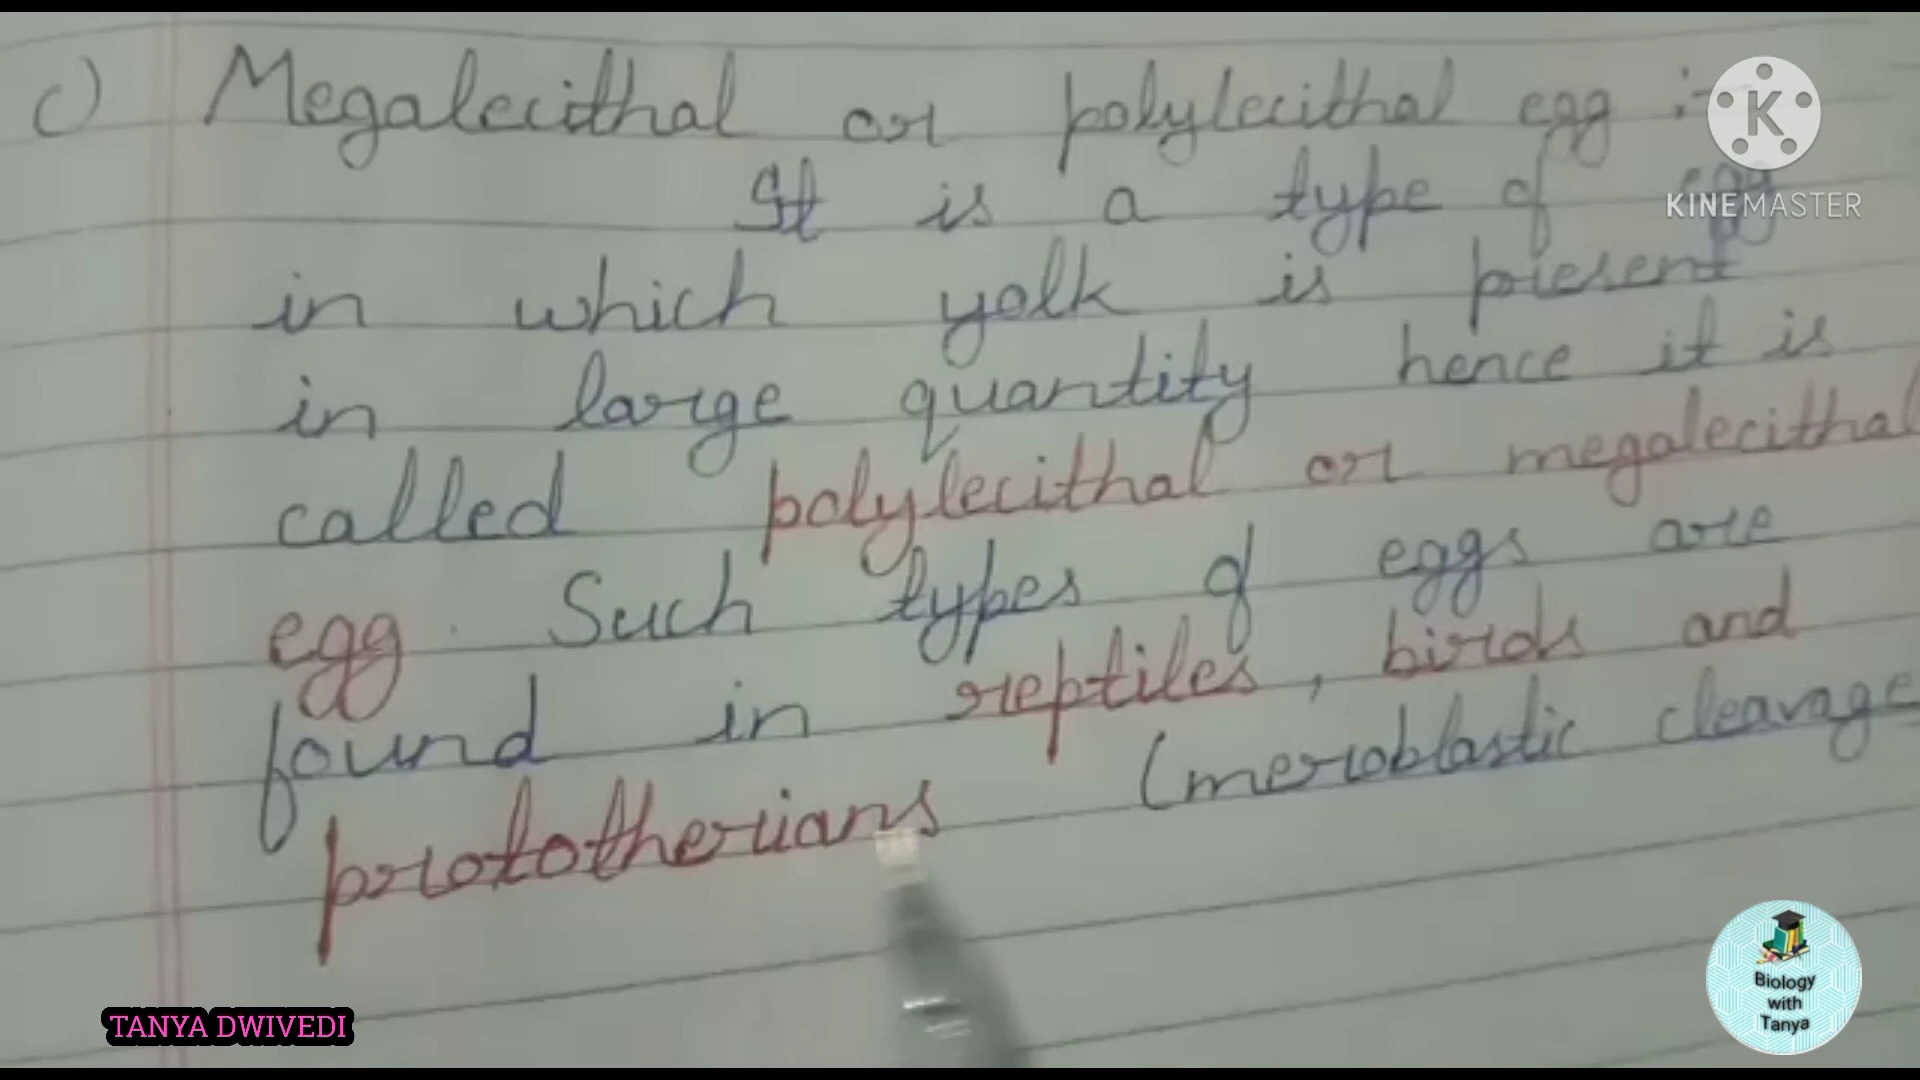 c) Megalecithal or polylecithal egg :-
It is a type of egg
in which yolk is present
in large quantity hence it is
called polylecithal or megalecithal
egg. Such types of eggs are
found in reptiles, birds and
prototherians (meroblastic cleavage
K
KINEMASTER
TANYA DWIVEDI
Biology
with
Tanya